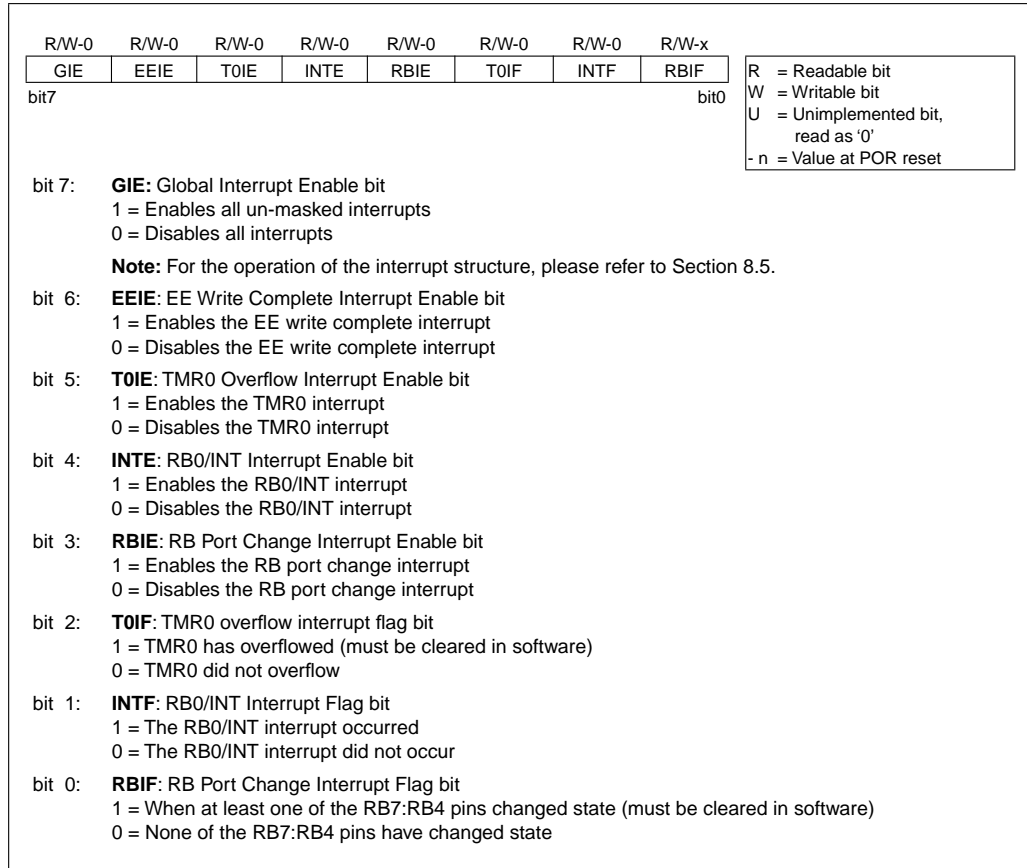 R/W-0 R/W-0 R/W-0 R/W-0 R/W-0 R/W-0 R/W-0 R/W-x
GIE EEIE T0IE INTE RBIE T0IF INTF RBIF
bit7 bit0
R = Readable bit
W = Writable bit
U = Unimplemented bit,
read as ‘0’
- n = Value at POR reset
bit 7: GIE: Global Interrupt Enable bit
1 = Enables all un-masked interrupts
0 = Disables all interrupts
Note: For the operation of the interrupt structure, please refer to Section 8.5.
bit 6: EEIE: EE Write Complete Interrupt Enable bit
1 = Enables the EE write complete interrupt
0 = Disables the EE write complete interrupt
bit 5: T0IE: TMR0 Overflow Interrupt Enable bit
1 = Enables the TMR0 interrupt
0 = Disables the TMR0 interrupt
bit 4: INTE: RB0/INT Interrupt Enable bit
1 = Enables the RB0/INT interrupt
0 = Disables the RB0/INT interrupt
bit 3: RBIE: RB Port Change Interrupt Enable bit
1 = Enables the RB port change interrupt
0 = Disables the RB port change interrupt
bit 2: T0IF: TMR0 overflow interrupt flag bit
1 = TMR0 has overflowed (must be cleared in software)
0 = TMR0 did not overflow
bit 1: INTF: RB0/INT Interrupt Flag bit
1 = The RB0/INT interrupt occurred
0 = The RB0/INT interrupt did not occur
bit 0: RBIF: RB Port Change Interrupt Flag bit
1 = When at least one of the RB7:RB4 pins changed state (must be cleared in software)
0 = None of the RB7:RB4 pins have changed state